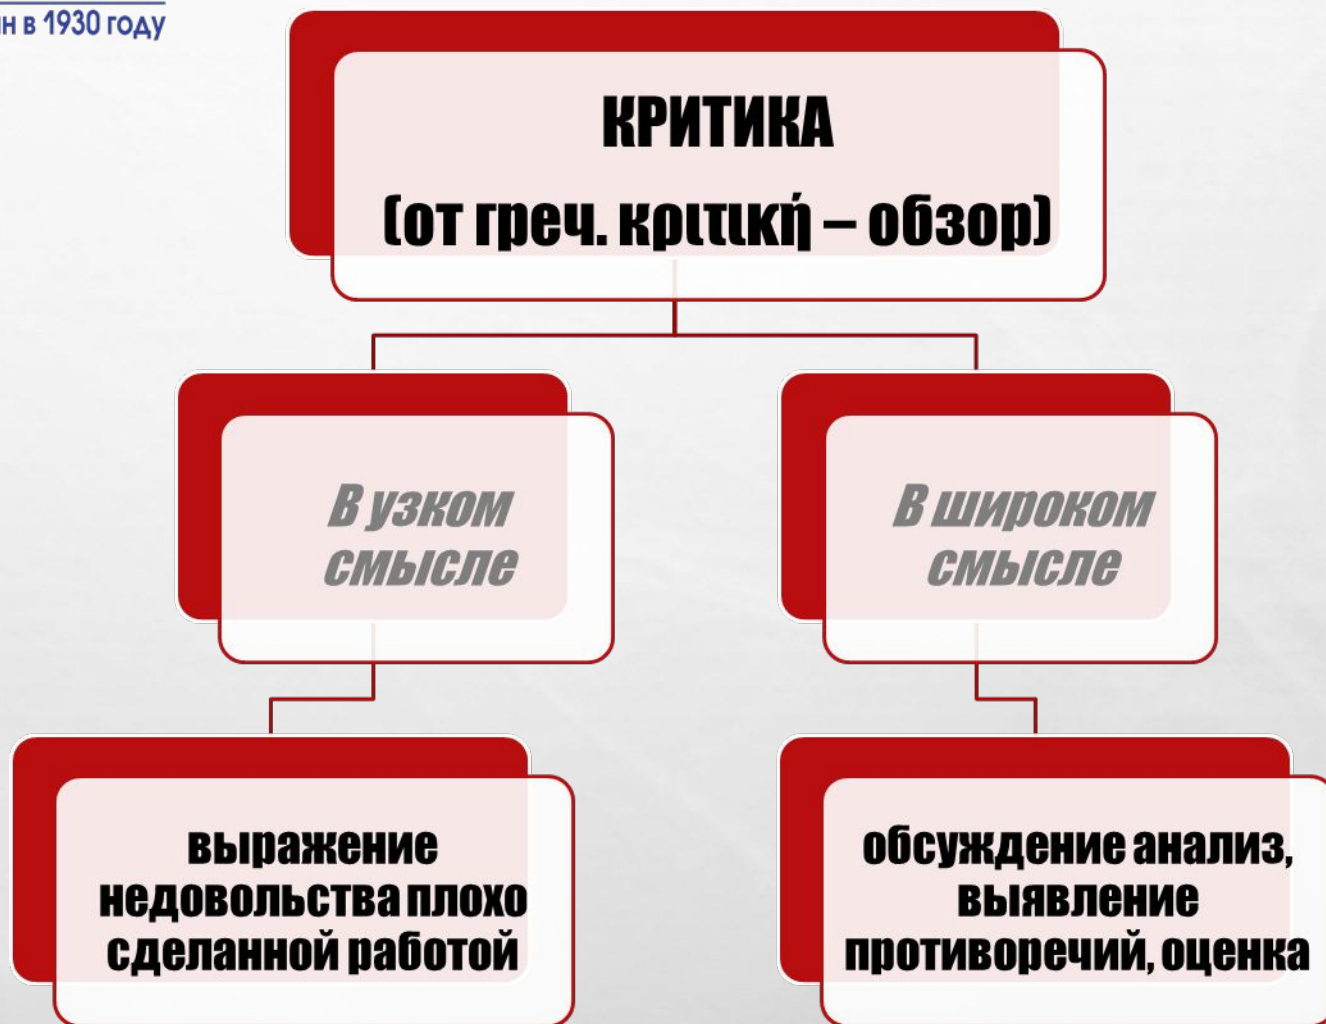 н в 1930 году
КРИТИКА
(от греч. κριτική – обзор)
В узком
смысле
В широком
смысле
выражение
недовольства плохо
сделанной работой
обсуждение анализ,
выявление
противоречий, оценка